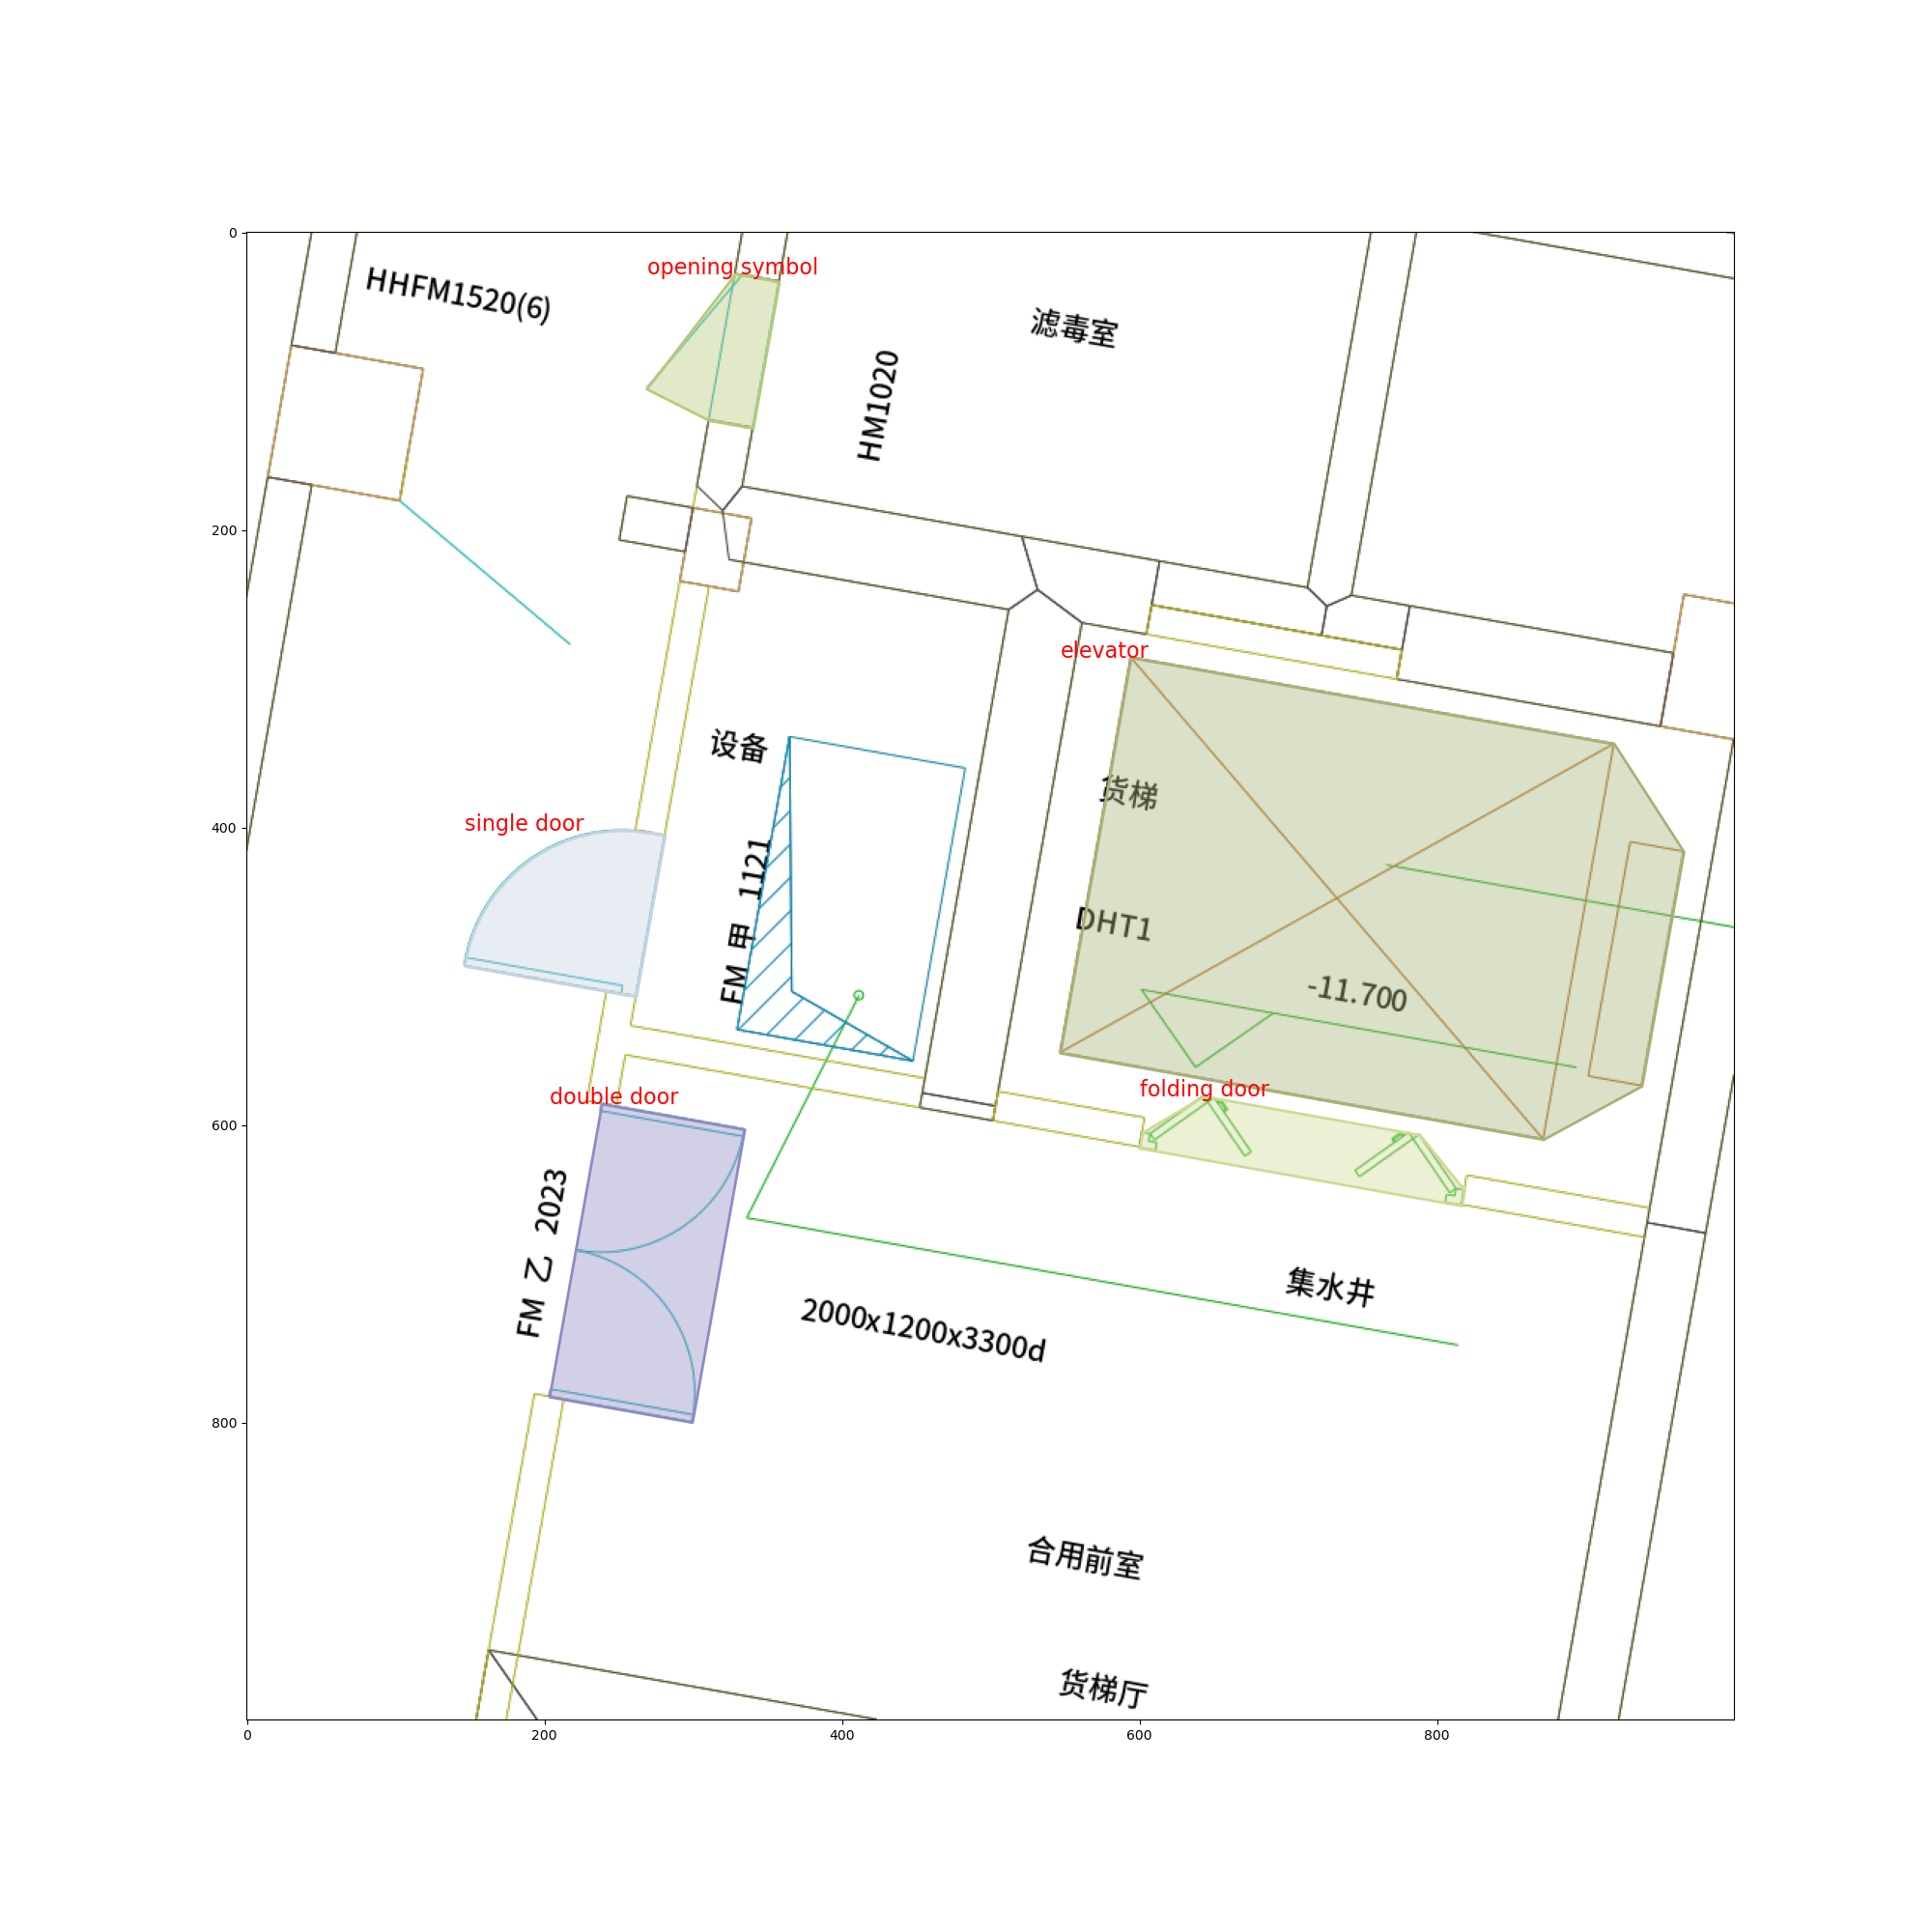 0
200
400
600
800
0
200
400
600
800
opening symbol
HHFM1520(6)
滤毒室
HM1020
elevator
设备
货梯
single door
FM 甲 1121
DHT1
-11.700
folding door
double door
FM 乙 2023
集水井
2000x1200x3300d
合用前室
货梯厅